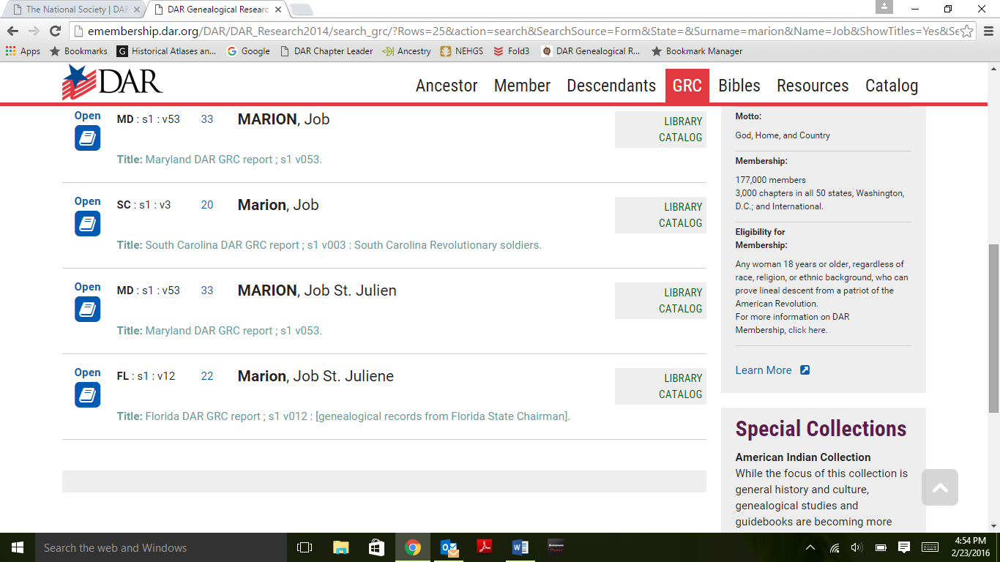 The National Society | DAR
DAR Genealogical Researc
emembership.dar.org/DAR/DAR_Research2014/search_grc/?Rows=25&action=search&SearchSource=Form&State=&Surname=marion&Name=Job&ShowTitles=Yes&Se
Apps Bookmarks Historical Atlases an... Google DAR Chapter Leader Ancestry NEHGS Fold3 DAR Genealogical R... Bookmark Manager
DAR
Ancestor Member Descendants GRC Bibles Resources Catalog
Open MD : s1 : v53 33 MARION, Job LIBRARY
CATALOG
Title: Maryland DAR GRC report ; s1 v053.
Open SC : s1 : v3 20 Marion, Job LIBRARY
CATALOG
Title: South Carolina DAR GRC report ; s1 v003 : South Carolina Revolutionary soldiers.
Open MD : s1 : v53 33 MARION, Job St. Julien LIBRARY
CATALOG
Title: Maryland DAR GRC report ; s1 v053.
Open FL : s1 : v12 22 Marion, Job St. Juliene LIBRARY
CATALOG
Title: Florida DAR GRC report ; s1 v012 : [genealogical records from Florida State Chairman].
Motto:
God, Home, and Country
Membership:
177,000 members
3,000 chapters in all 50 states, Washington,
D.C.; and International.
Eligibility for
Membership:
Any woman 18 years or older, regardless of
race, religion, or ethnic background, who can
prove lineal descent from a patriot of the
American Revolution.
For more information on DAR
Membership, click here.
Learn More
Special Collections
American Indian Collection
While the focus of this collection is
general history and culture,
genealogical studies and
guidebooks are becoming more
Search the web and Windows
4:54 PM
2/23/2016